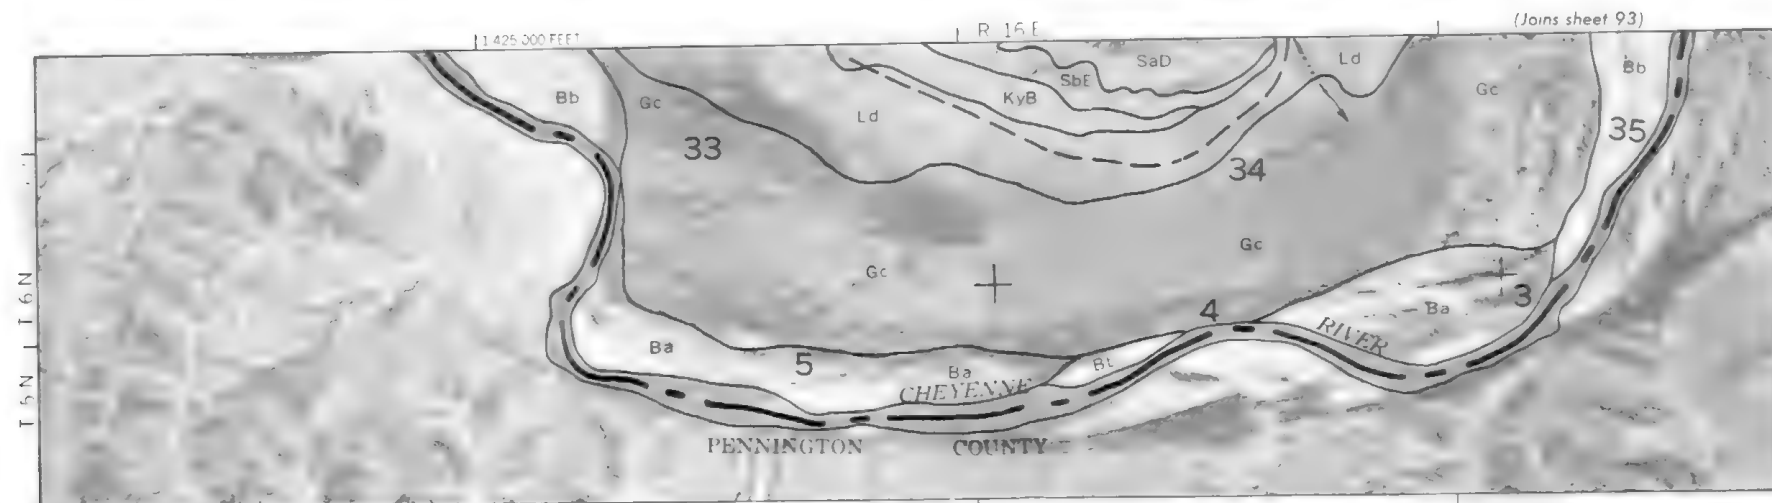 (Joins sheet 93)
1 425 000 FEET
R 16 E
SaD
Ld
SbE
Bb
Bb
KyB
Gc
Gc
Ld
35
33
34
Gc
Gc
T 6 N
3
Ba
4
RIVER
Ba
5
Bt
Ba
T 5 N
CHEYENNE
PENNINGTON COUNTY